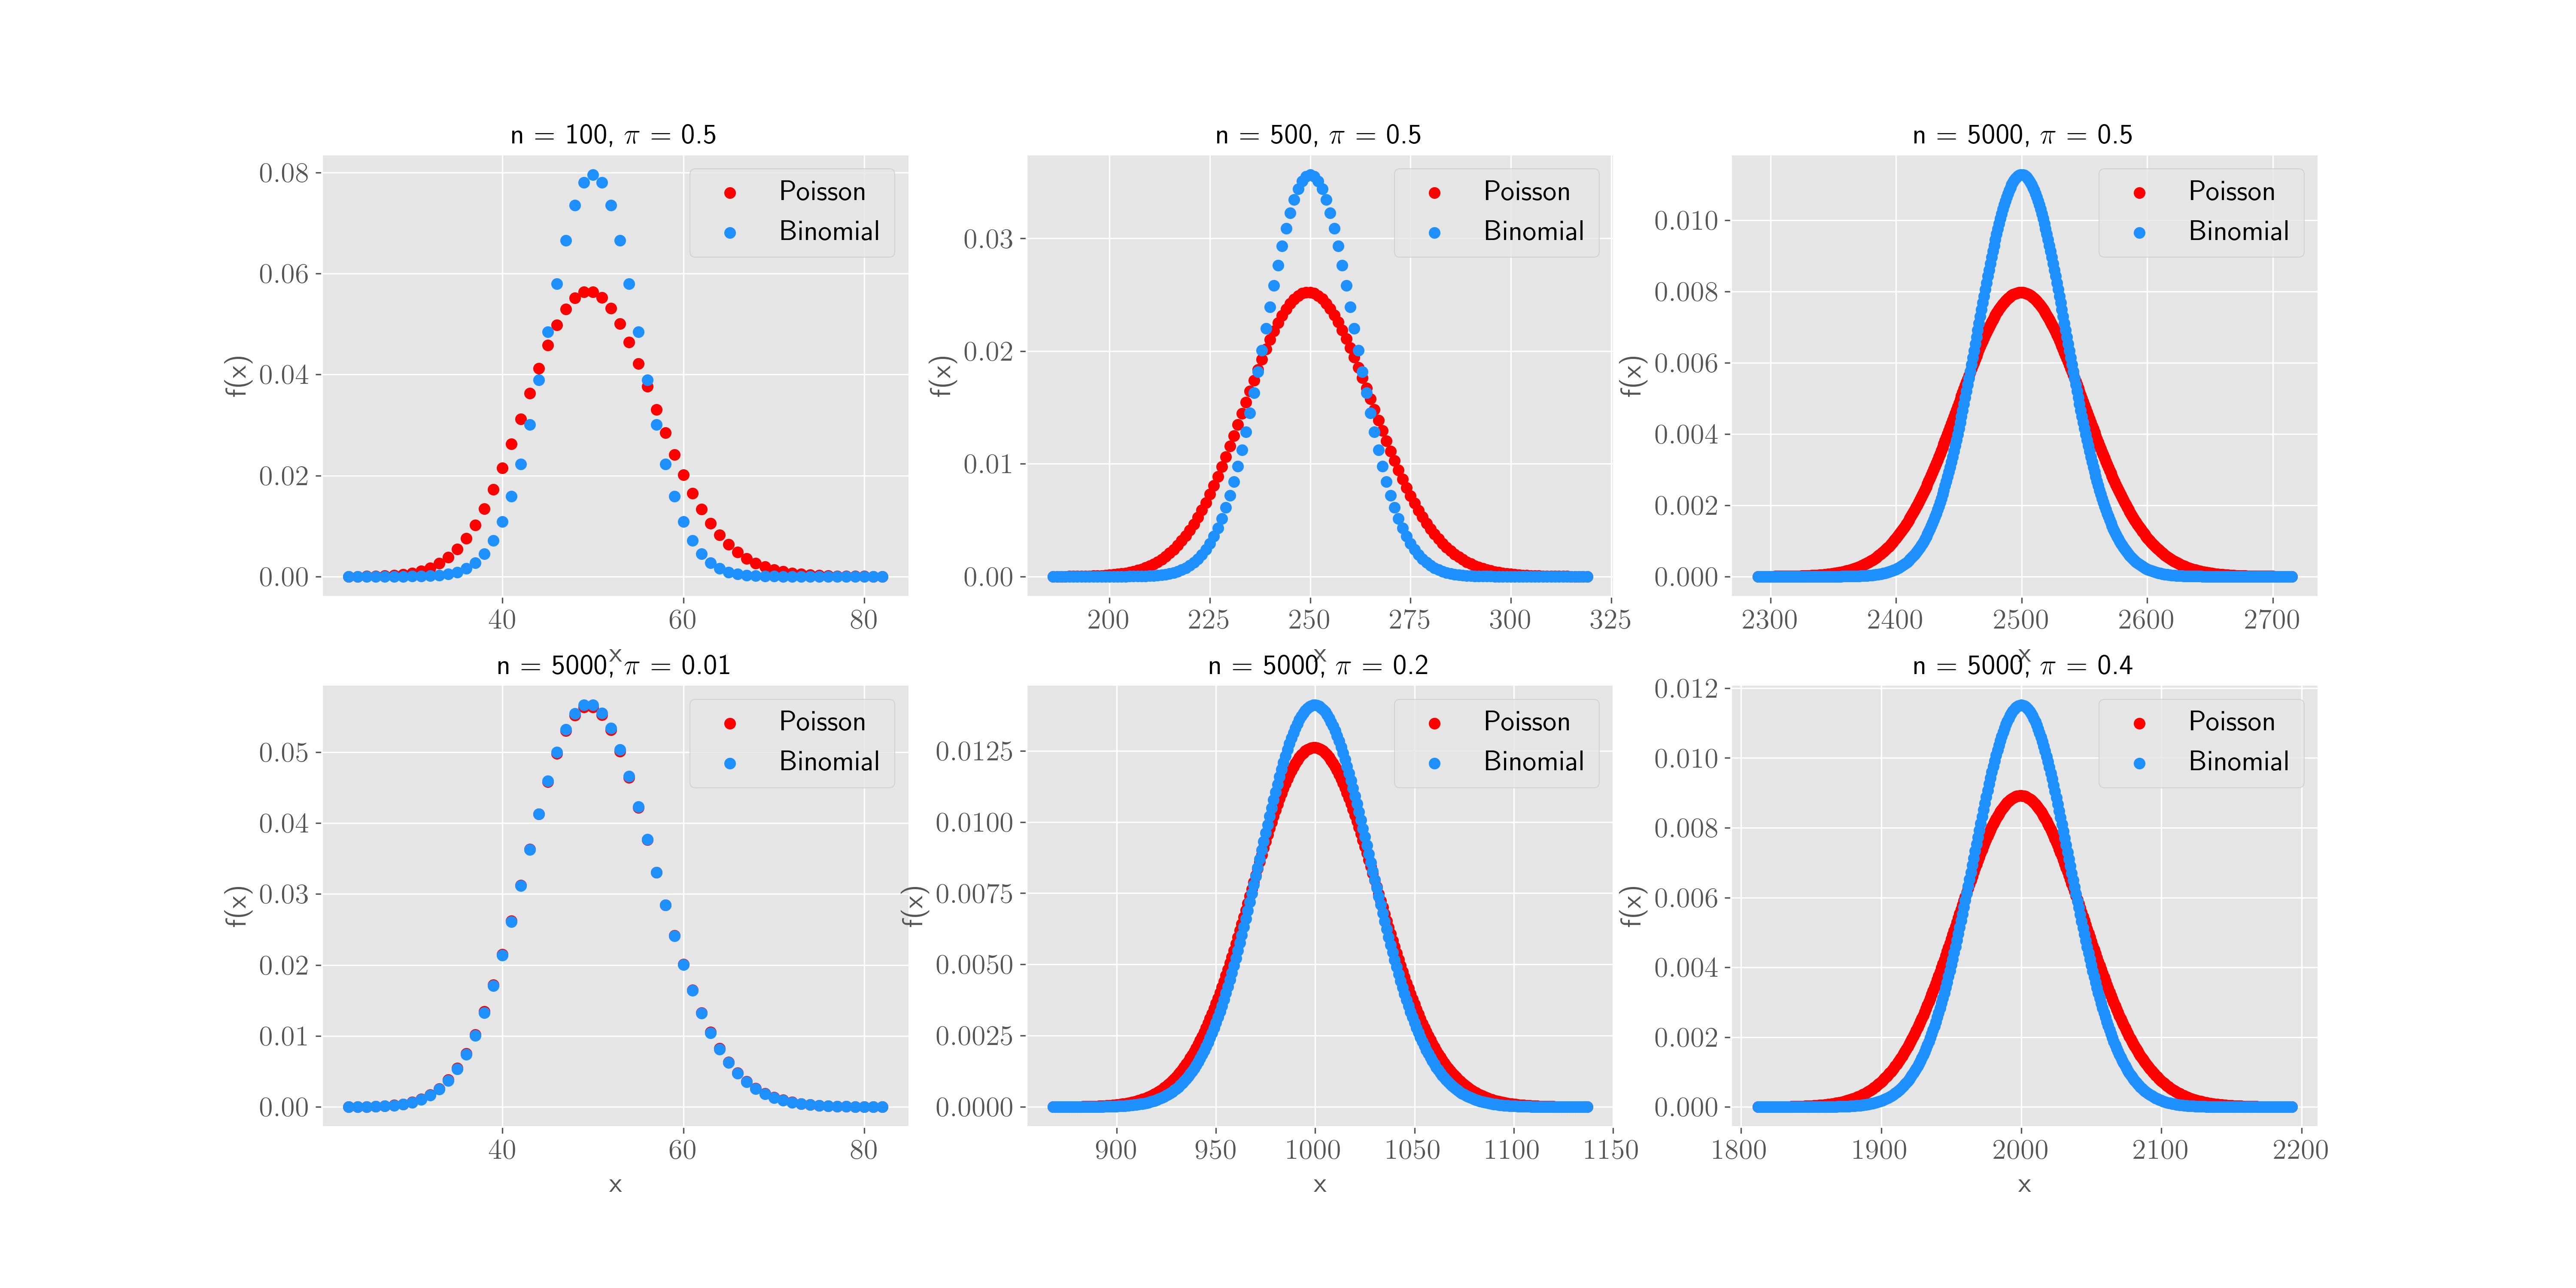 n = 100, π = 0.5
f(x)
0.08
0.06
0.04
0.02
0.00
40 60 80
x
Poisson
Binomial
n = 500, π = 0.5
f(x)
0.03
0.02
0.01
0.00
200 225 250 275 300 325
x
Poisson
Binomial
n = 5000, π = 0.5
f(x)
0.010
0.008
0.006
0.004
0.002
0.000
2300 2400 2500 2600 2700
x
Poisson
Binomial
n = 5000, π = 0.01
f(x)
0.05
0.04
0.03
0.02
0.01
0.00
40 60 80
x
Poisson
Binomial
n = 5000, π = 0.2
f(x)
0.0125
0.0100
0.0075
0.0050
0.0025
0.0000
900 950 1000 1050 1100 1150
x
Poisson
Binomial
n = 5000, π = 0.4
f(x)
0.012
0.010
0.008
0.006
0.004
0.002
0.000
1800 1900 2000 2100 2200
x
Poisson
Binomial